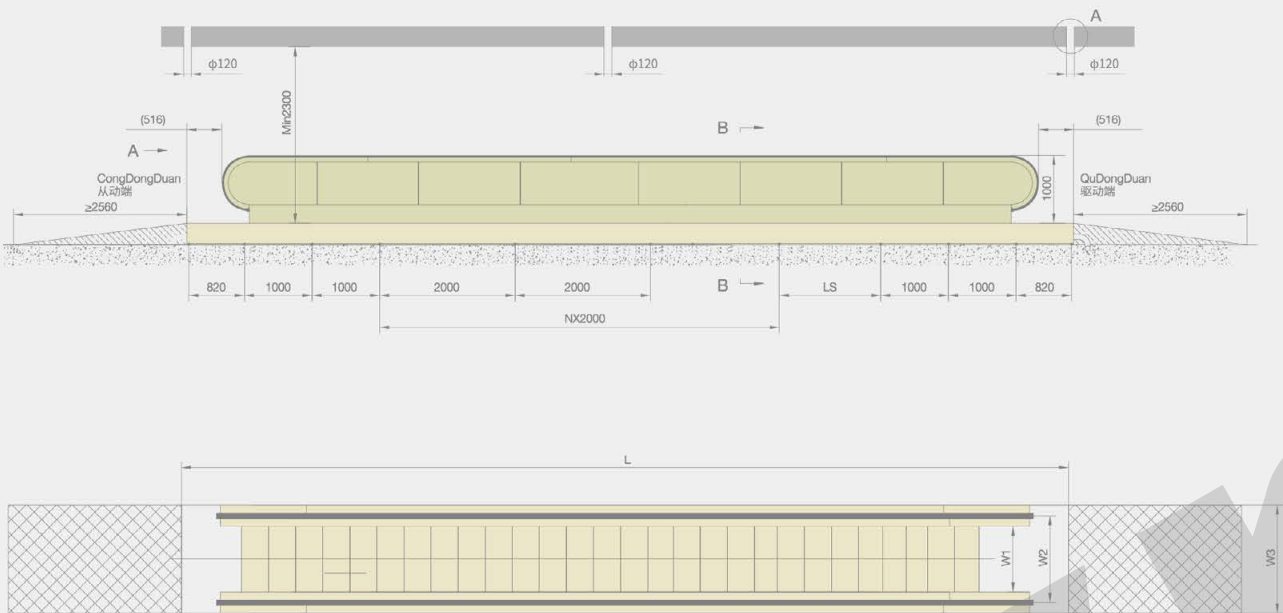 A
φ120
φ120
φ120
Min2300
(516)
(516)
B
A
CongDongDuan
从动端
≥2560
1000
QuDongDuan
驱动端
≥2560
B
820
1000
1000
2000
2000
LS
1000
1000
820
NX2000
L
W1
W2
W3